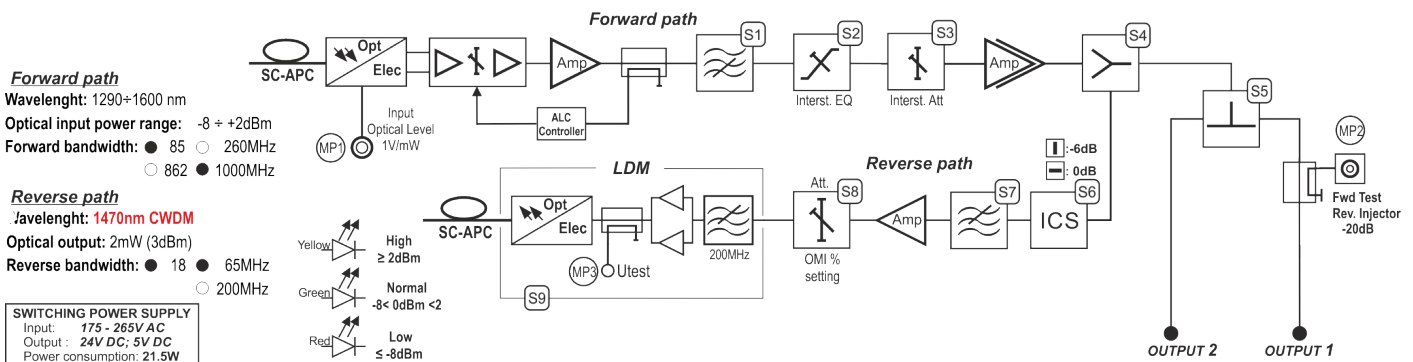 Forward path
Wavelenght: 1290÷1600 nm
Optical input power range: -8 ÷ +2dBm
Forward bandwidth: ● 85 ○ 260MHz
○ 862 ● 1000MHz
Reverse path
Wavelenght: 1470nm CWDM
Optical output: 2mW (3dBm)
Reverse bandwidth: ● 18 ● 65MHz
○ 200MHz
SWITCHING POWER SUPPLY
Input: 175 - 265V AC
Output : 24V DC; 5V DC
Power consumption: 21.5W
Forward path
SC-APC
Opt
Elec
MP1
Input
Optical Level
1V/mW
Amp
ALC
Controller
S1
S2
Interst. EQ
S3
Interst. Att
Amp
S4
S5
MP2
Fwd Test
Rev. Injector
-20dB
OUTPUT 2
OUTPUT 1
:-6dB
: 0dB
Reverse path
S6
ICS
S7
Amp
S8
Att.
OMI %
setting
LDM
200MHz
MP3
Utest
S9
Opt
Elec
SC-APC
Yellow
High
≥ 2dBm
Green
Normal
-8< 0dBm <2
Red
Low
≤ -8dBm